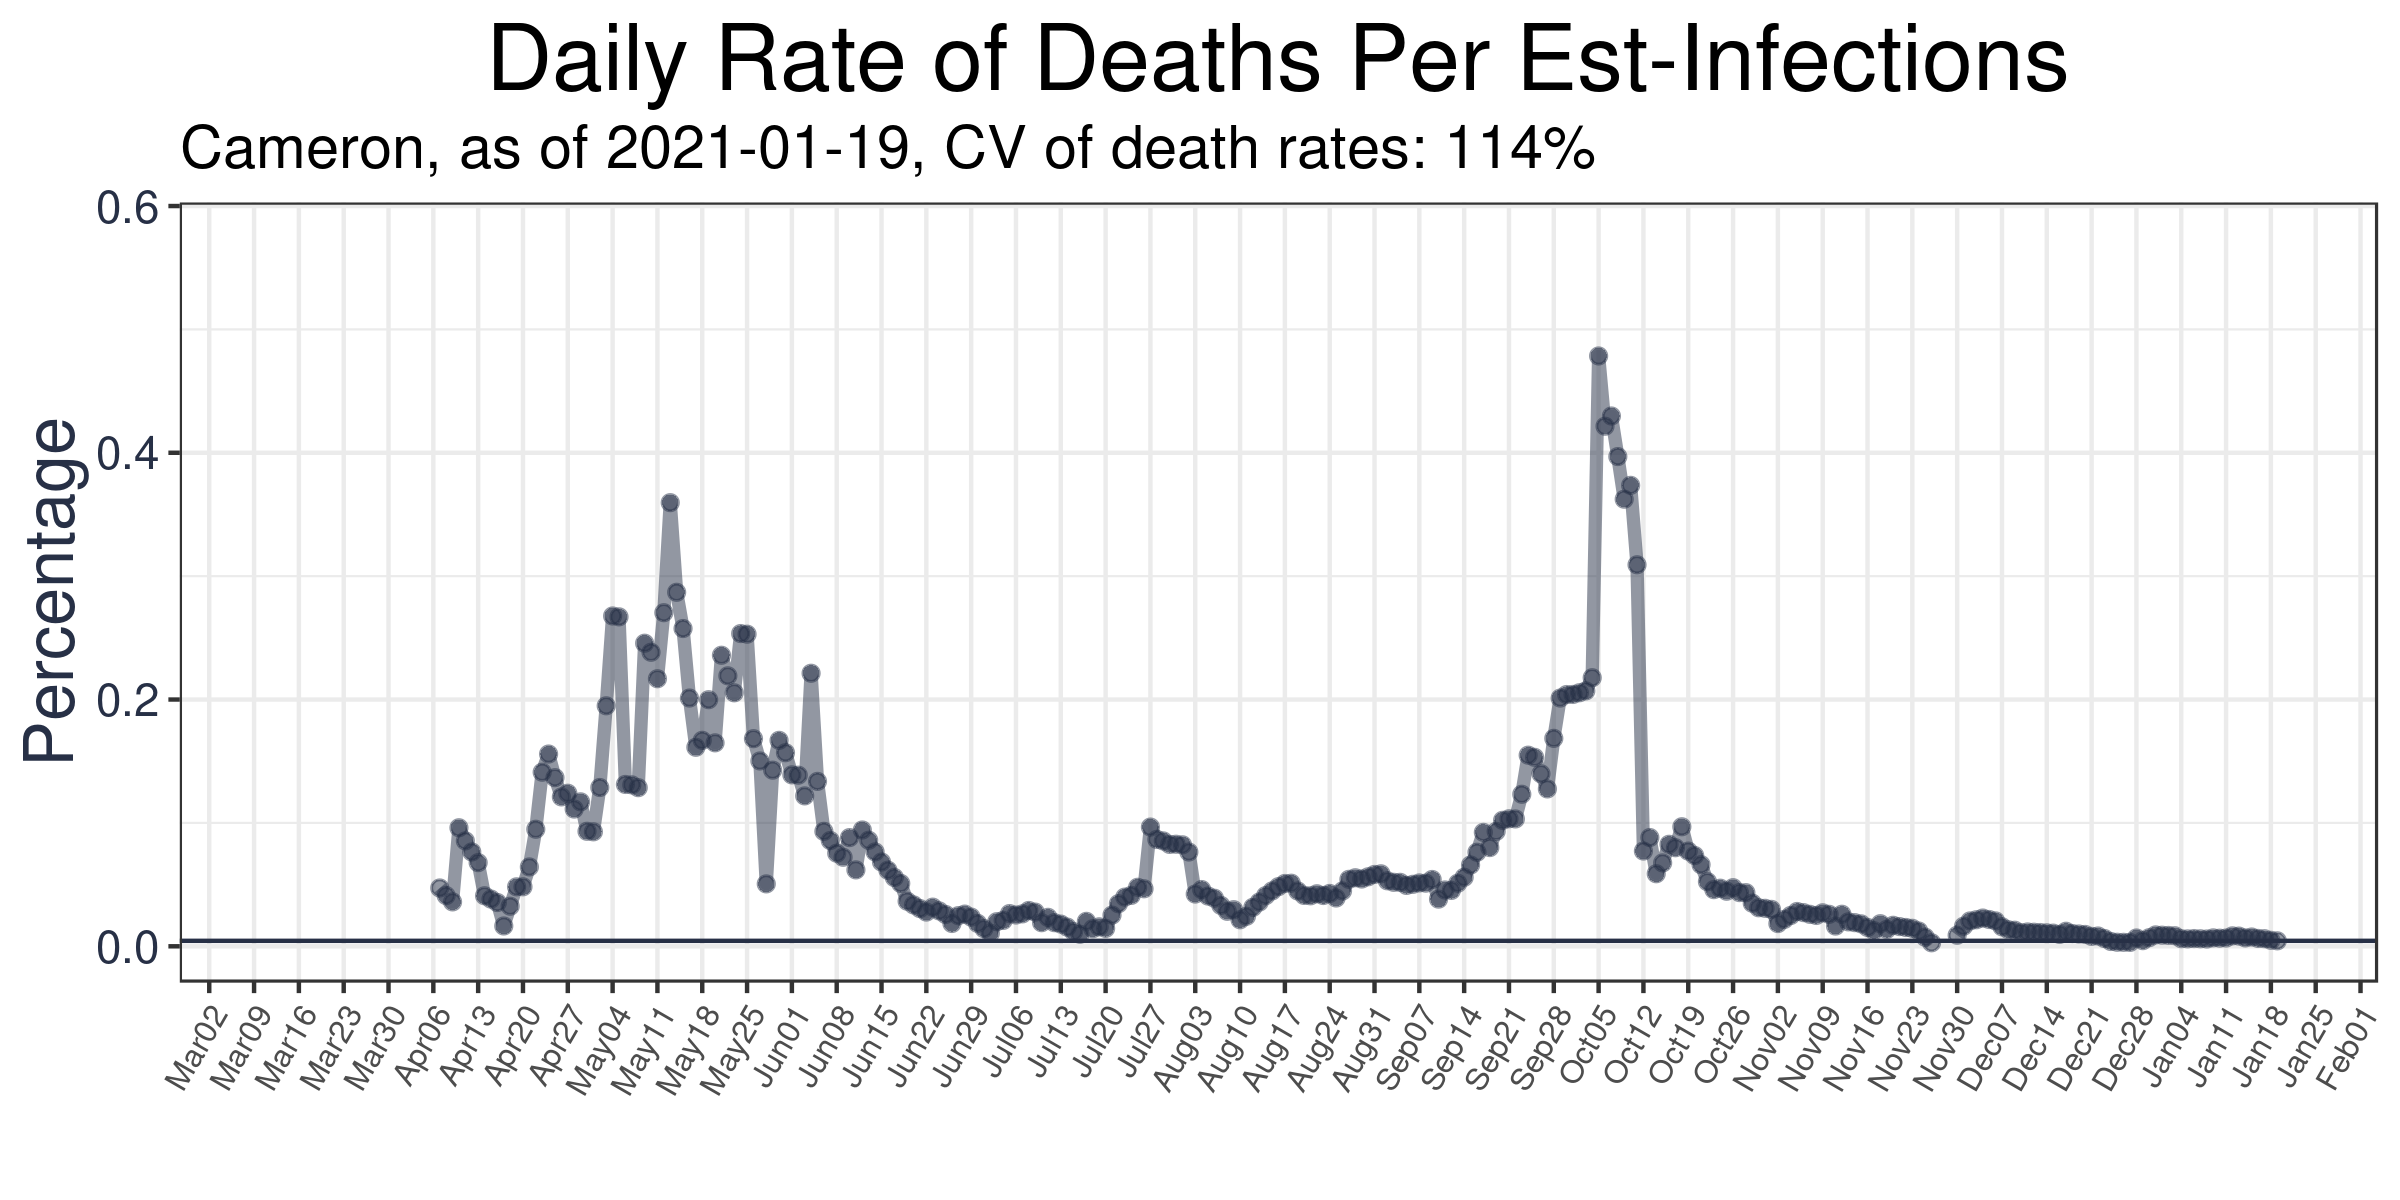 Daily Rate of Deaths Per Est-Infections
Cameron, as of 2021-01-19, CV of death rates: 114%
Percentage
0.6
0.4
0.2
0.0
Mar02
Mar09
Mar16
Mar23
Mar30
Apr06
Apr13
Apr20
Apr27
May04
May11
May18
May25
Jun01
Jun08
Jun15
Jun22
Jun29
Jul06
Jul13
Jul20
Jul27
Aug03
Aug10
Aug17
Aug24
Aug31
Sep07
Sep14
Sep21
Sep28
Oct05
Oct12
Oct19
Oct26
Nov02
Nov09
Nov16
Nov23
Nov30
Dec07
Dec14
Dec21
Dec28
Jan04
Jan11
Jan18
Jan25
Feb01